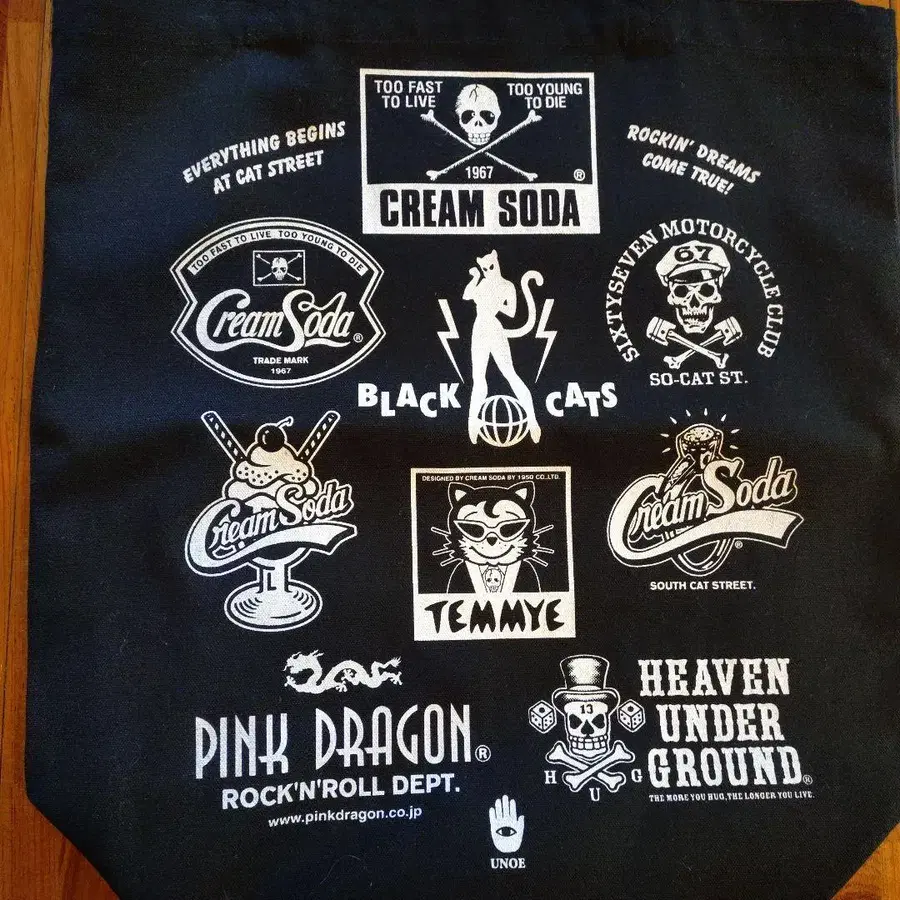 TOO FAST
TO LIVE
TOO YOUNG
TO DIE
1967
®
CREAM SODA
EVERYTHING BEGINS
AT CAT STREET
ROCKIN' DREAMS
COME TRUE!
TOO FAST TO LIVE TOO YOUNG TO DIE
Cream Soda®
TRADE MARK
1967
BLACK CATS
SIXTYSEVEN MOTORCYCLE CLUB
67
SO-CAT ST.
Cream Soda
DESIGNED BY CREAM SODA BY 1950 CO.,LTD.
TEMMYE
Cream Soda®
SOUTH CAT STREET.
PINK DRAGON®
ROCK'N'ROLL DEPT.
www.pinkdragon.co.jp
13
H U G
HEAVEN
UNDER
GROUND®
THE MORE YOU HUG, THE LONGER YOU LIVE.
UNOE